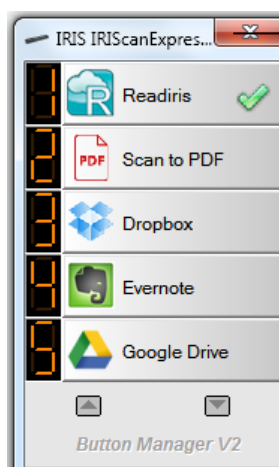 IRIS IRIScanExpres...
1 Readiris
2 PDF Scan to PDF
3 Dropbox
4 Evernote
5 Google Drive
Button Manager V2